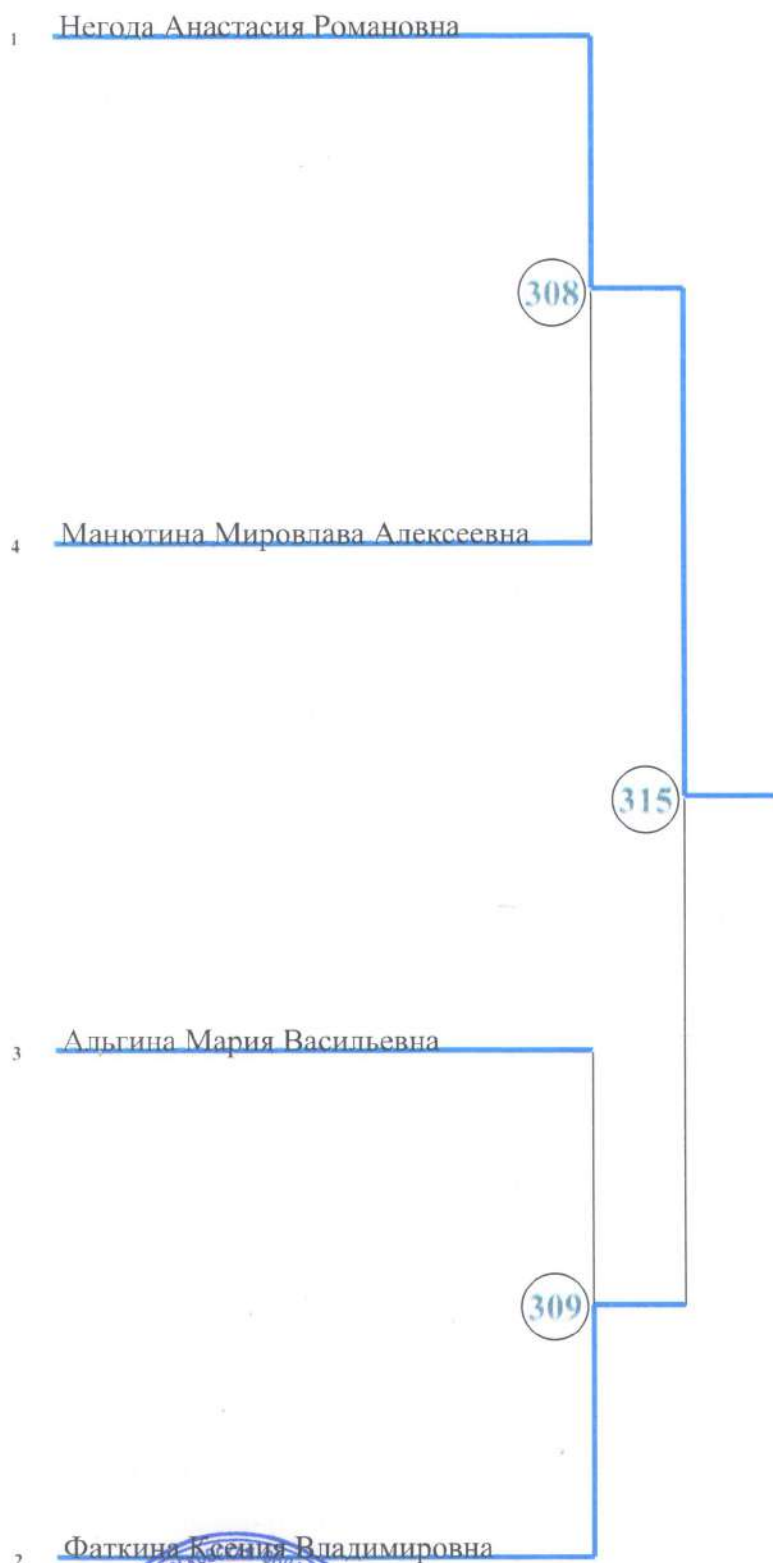 1 Негода Анастасия Романовна
308
4 Манютина Мировлава Алексеевна
315
3 Альгина Мария Васильевна
309
2 Фаткина Ксения Владимировна